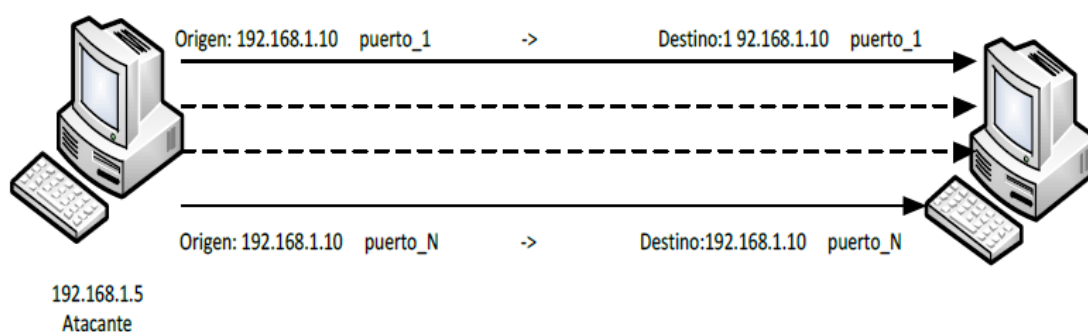 Origen: 192.168.1.10 puerto_1 -> Destino:1 92.168.1.10 puerto_1
Origen: 192.168.1.10 puerto_N -> Destino:192.168.1.10 puerto_N
192.168.1.5
Atacante